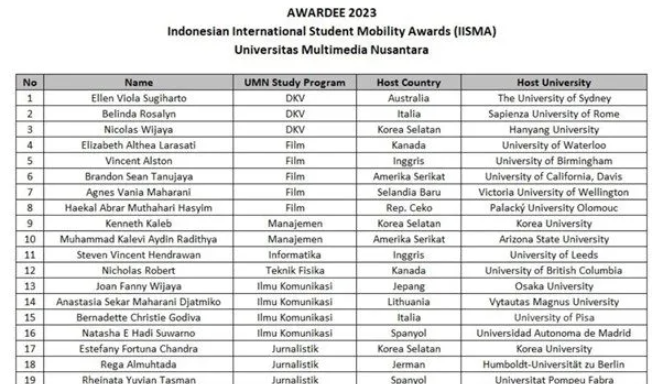 AWARDEE 2023
Indonesian International Student Mobility Awards (IISMA)
Universitas Multimedia Nusantara
No Name UMN Study Program Host Country Host University
1 Ellen Viola Sugiharto DKV Australia The University of Sydney
2 Belinda Rosalyn DKV Italia Sapienza University of Rome
3 Nicolas Wijaya DKV Korea Selatan Hanyang University
4 Elizabeth Althea Larasati Film Kanada University of Waterloo
5 Vincent Alston Film Inggris University of Birmingham
6 Brandon Sean Tanujaya Film Amerika Serikat University of California, Davis
7 Agnes Vania Maharani Film Selandia Baru Victoria University of Wellington
8 Haekal Abrar Muthahari Hasyim Film Rep. Ceko Palacký University Olomouc
9 Kenneth Kaleb Manajemen Korea Selatan Korea University
10 Muhammad Kalevi Aydin Radithya Manajemen Amerika Serikat Arizona State University
11 Steven Vincent Hendrawan Informatika Inggris University of Leeds
12 Nicholas Robert Teknik Fisika Kanada University of British Columbia
13 Joan Fanny Wijaya Ilmu Komunikasi Jepang Osaka University
14 Anastasia Sekar Maharani Djatmiko Ilmu Komunikasi Lithuania Vytautas Magnus University
15 Bernadette Christie Godiva Ilmu Komunikasi Italia University of Pisa
16 Natasha E Hadi Suwarno Ilmu Komunikasi Spanyol Universidad Autonoma de Madrid
17 Estefany Fortuna Chandra Jurnalistik Korea Selatan Korea University
18 Rega Almuhtada Jurnalistik Jerman Humboldt-Universität zu Berlin
19 Rheinata Yuvian Tasman Jurnalistik Spanyol Universitat Pompeu Fabra